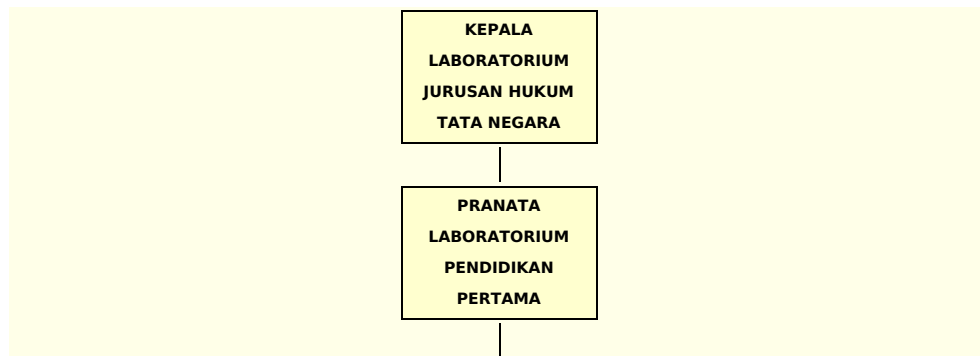 KEPALA
LABORATORIUM
JURUSAN HUKUM
TATA NEGARA
PRANATA
LABORATORIUM
PENDIDIKAN
PERTAMA